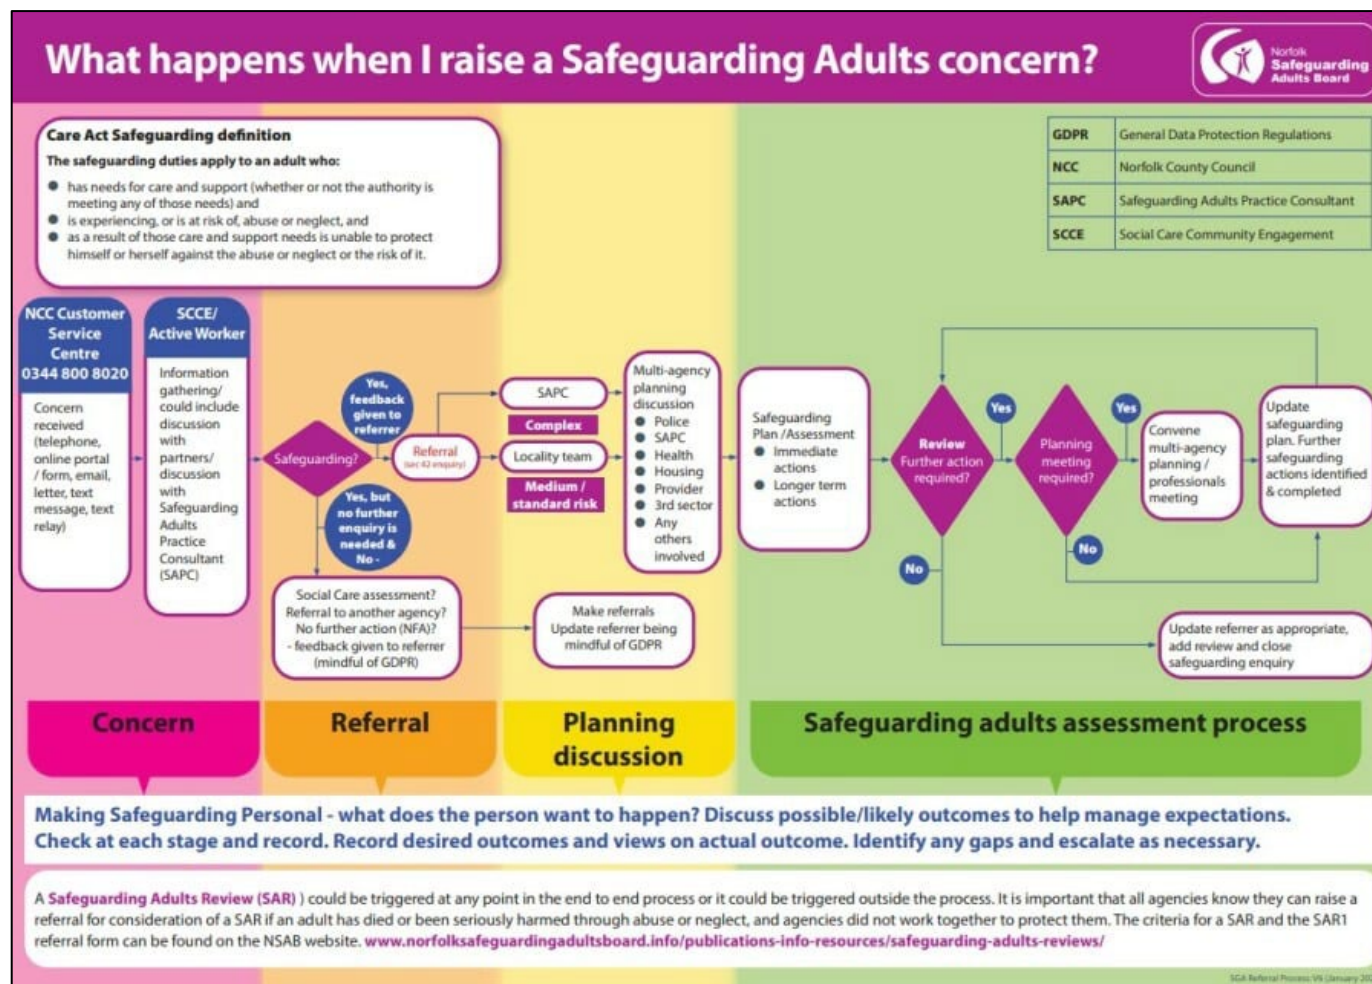 What happens when I raise a Safeguarding Adults concern?
Norfolk
Safeguarding
Adults Board
Care Act Safeguarding definition
The safeguarding duties apply to an adult who:
● has needs for care and support (whether or not the authority is
meeting any of those needs) and
● is experiencing, or is at risk of, abuse or neglect, and
● as a result of those care and support needs is unable to protect
himself or herself against the abuse or neglect or the risk of it.
GDPR General Data Protection Regulations
NCC Norfolk County Council
SAPC Safeguarding Adults Practice Consultant
SCCE Social Care Community Engagement
NCC Customer
Service
Centre
0344 800 8020
Concern
received
(telephone,
online portal
/ form, email,
letter, text
message, text
relay)
SCCE/
Active Worker
Information
gathering/
could include
discussion
with
partners/
discussion
with
Safeguarding
Adults
Practice
Consultant
(SAPC)
Safeguarding?
Yes,
feedback
given to
referrer
Yes, but
no further
enquiry is
needed &
No -
Referral
(sec 42 enquiry)
Social Care assessment?
Referral to another agency?
No further action (NFA)?
- feedback given to referrer
(mindful of GDPR)
SAPC
Complex
Locality team
Medium /
standard risk
Multi-agency
planning
discussion
● Police
● SAPC
● Health
● Housing
● Provider
● 3rd sector
● Any
others
involved
Make referrals
Update referrer being
mindful of GDPR
Safeguarding
Plan /Assessment
● Immediate
actions
● Longer term
actions
Review
Further action
required?
Yes
No
Planning
meeting
required?
Yes
No
Convene
multi-agency
planning /
professionals
meeting
Update
safeguarding
plan. Further
safeguarding
actions identified
& completed
Update referrer as appropriate,
add review and close
safeguarding enquiry
Concern
Referral
Planning
discussion
Safeguarding adults assessment process
Making Safeguarding Personal - what does the person want to happen? Discuss possible/likely outcomes to help manage expectations.
Check at each stage and record. Record desired outcomes and views on actual outcome. Identify any gaps and escalate as necessary.
A Safeguarding Adults Review (SAR) ) could be triggered at any point in the end to end process or it could be triggered outside the process. It is important that all agencies know they can raise a
referral for consideration of a SAR if an adult has died or been seriously harmed through abuse or neglect, and agencies did not work together to protect them. The criteria for a SAR and the SAR1
referral form can be found on the NSAB website. www.norfolksafeguardingadultsboard.info/publications-info-resources/safeguarding-adults-reviews/
SGA Referral Process: V6 (January